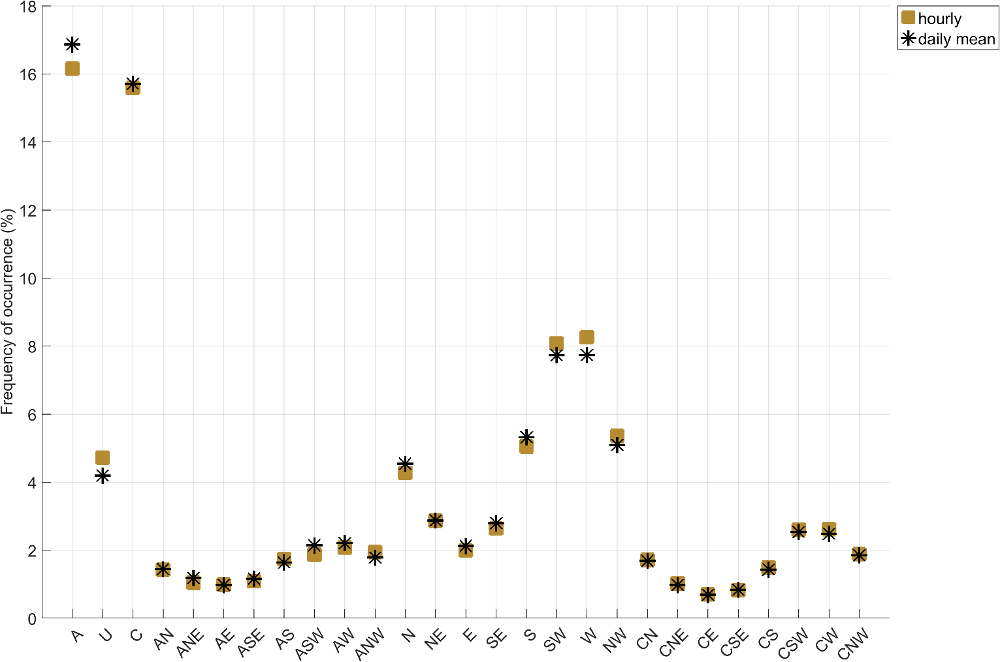 18
16
14
12
10
8
6
4
2
0
Frequency of occurrence (%)
A
U
C
AN
ANE
AE
ASE
AS
ASW
AW
ANW
N
NE
E
SE
S
SW
W
NW
CN
CNE
CE
CSE
CS
CSW
CW
CNW
hourly
daily mean